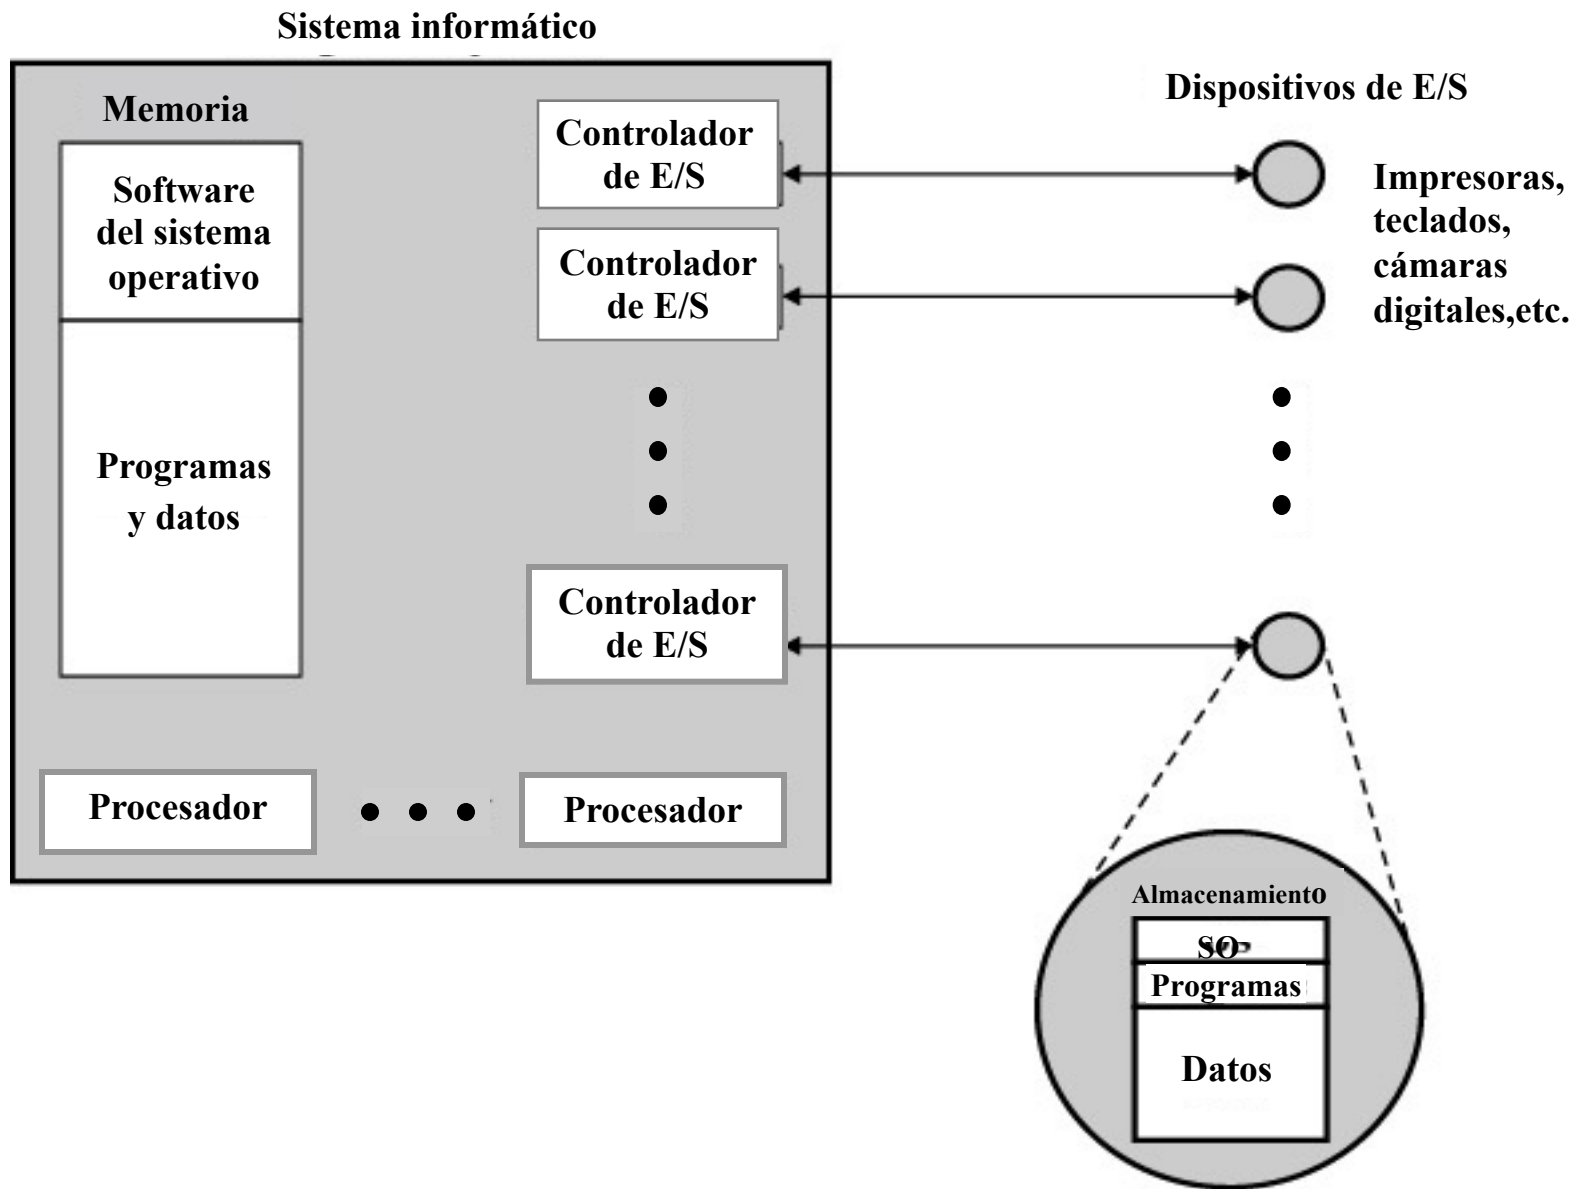 Sistema informático
Memoria
Software
del sistema
operativo
Programas
y datos
Controlador
de E/S
Controlador
de E/S
Controlador
de E/S
Procesador
Procesador
Dispositivos de E/S
Impresoras,
teclados,
cámaras
digitales,etc.
Almacenamiento
SO
Programas
Datos